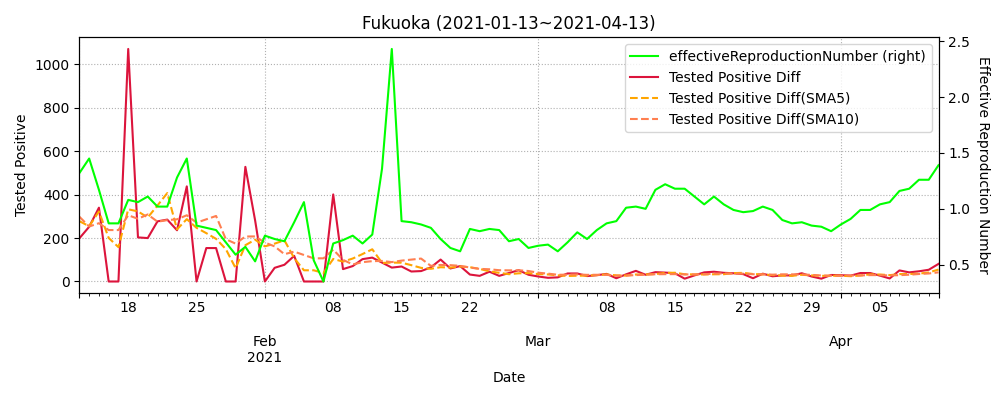 Fukuoka (2021-01-13~2021-04-13)
effectiveReproductionNumber (right)
Tested Positive Diff
Tested Positive Diff(SMA5)
Tested Positive Diff(SMA10)
Tested Positive
1000
800
600
400
200
0
Effective Reproduction Number
2.5
2.0
1.5
1.0
0.5
18 25 08 15 22 08 15 22 29 05
Feb Mar Apr
2021
Date